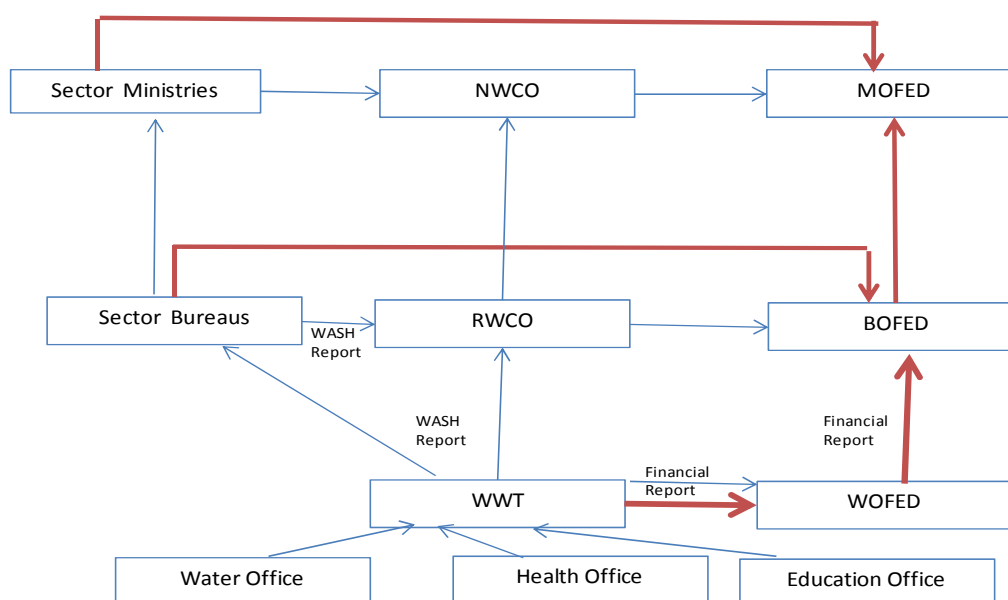 Sector Ministries
NWCO
MOFED
Sector Bureaus
RWCO
BOFED
WASH
Report
WASH
Report
Financial
Report
Financial
Report
WWT
WOFED
Water Office
Health Office
Education Office